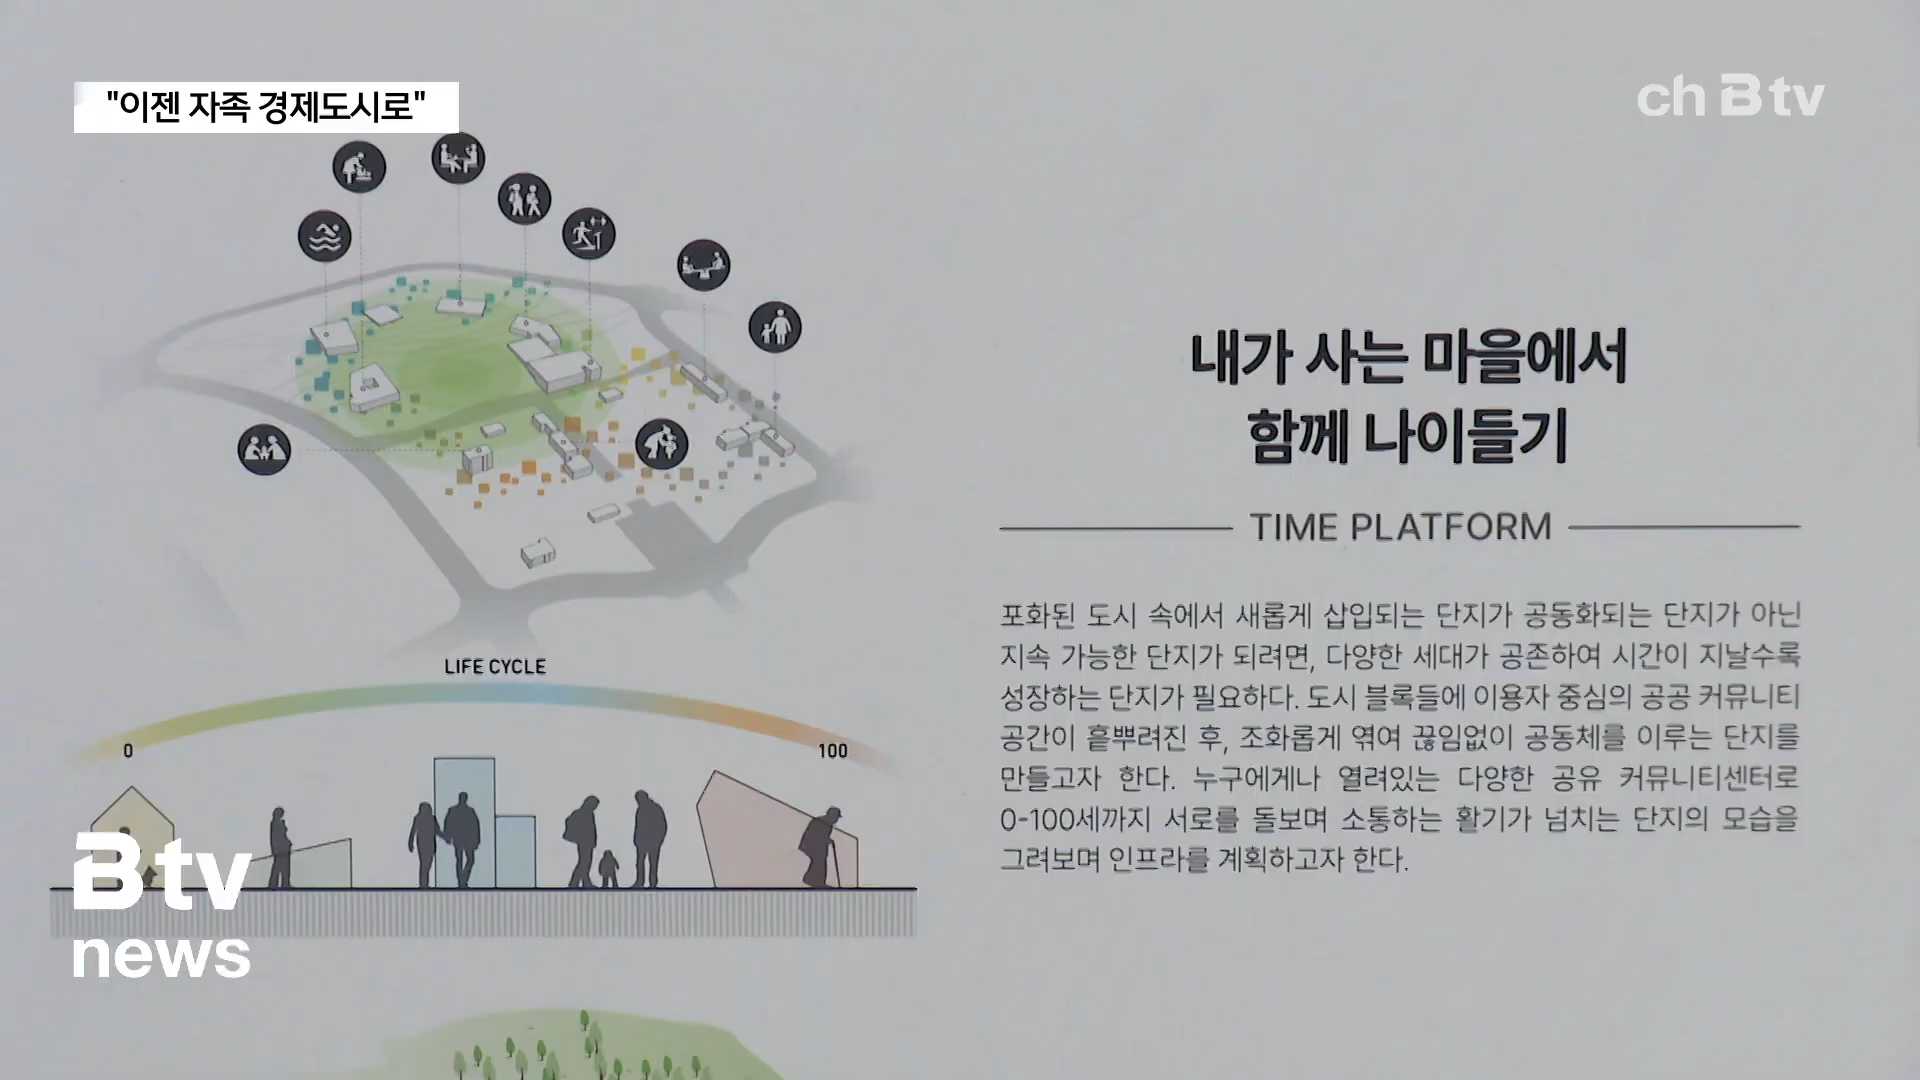 "이젠 자족 경제도시로"
ch B tv
내가 사는 마을에서
함께 나이들기
TIME PLATFORM
포화된 도시 속에서 새롭게 삽입되는 단지가 공동화되는 단지가 아닌
지속 가능한 단지가 되려면, 다양한 세대가 공존하여 시간이 지날수록
성장하는 단지가 필요하다. 도시 블록들에 이용자 중심의 공공 커뮤니티
공간이 흩뿌려진 후, 조화롭게 엮여 끊임없이 공동체를 이루는 단지를
만들고자 한다. 누구에게나 열려있는 다양한 공유 커뮤니티센터로
0-100세까지 서로를 돌보며 소통하는 활기가 넘치는 단지의 모습을
그려보며 인프라를 계획하고자 한다.
LIFE CYCLE
0
100
B tv
news